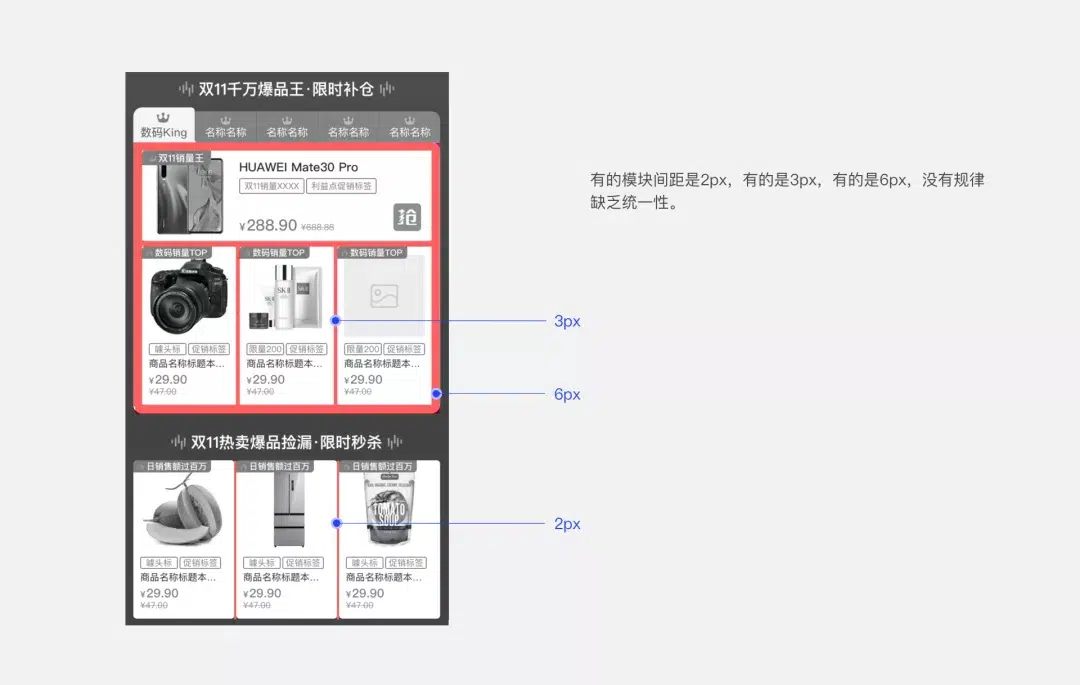 双11千万爆品王·限时补仓
数码King 名称名称 名称名称 名称名称 名称名称
双11销量王
HUAWEI Mate30 Pro
双11销量XXXX 利益点促销标签
¥288.90 ¥688.88
抢
数码销量TOP 数码销量TOP 数码销量TOP
Canon
SK-II
SK-II
噱头标 促销标签 限量200 促销标签 限量200 促销标签
商品名称标题本... 商品名称标题本... 商品名称标题本...
¥29.90 ¥29.90 ¥29.90
¥47.00 ¥47.00 ¥47.00
双11热卖爆品捡漏·限时秒杀
日销售额过百万 日销售额过百万 日销售额过百万
TOMATO
SOUP
噱头标 促销标签 噱头标 促销标签 噱头标 促销标签
商品名称标题本... 商品名称标题本... 商品名称标题本...
¥29.90 ¥29.90 ¥29.90
¥47.00 ¥47.00 ¥47.00
3px
6px
2px
有的模块间距是2px，有的是3px，有的是6px，没有规律
缺乏统一性。